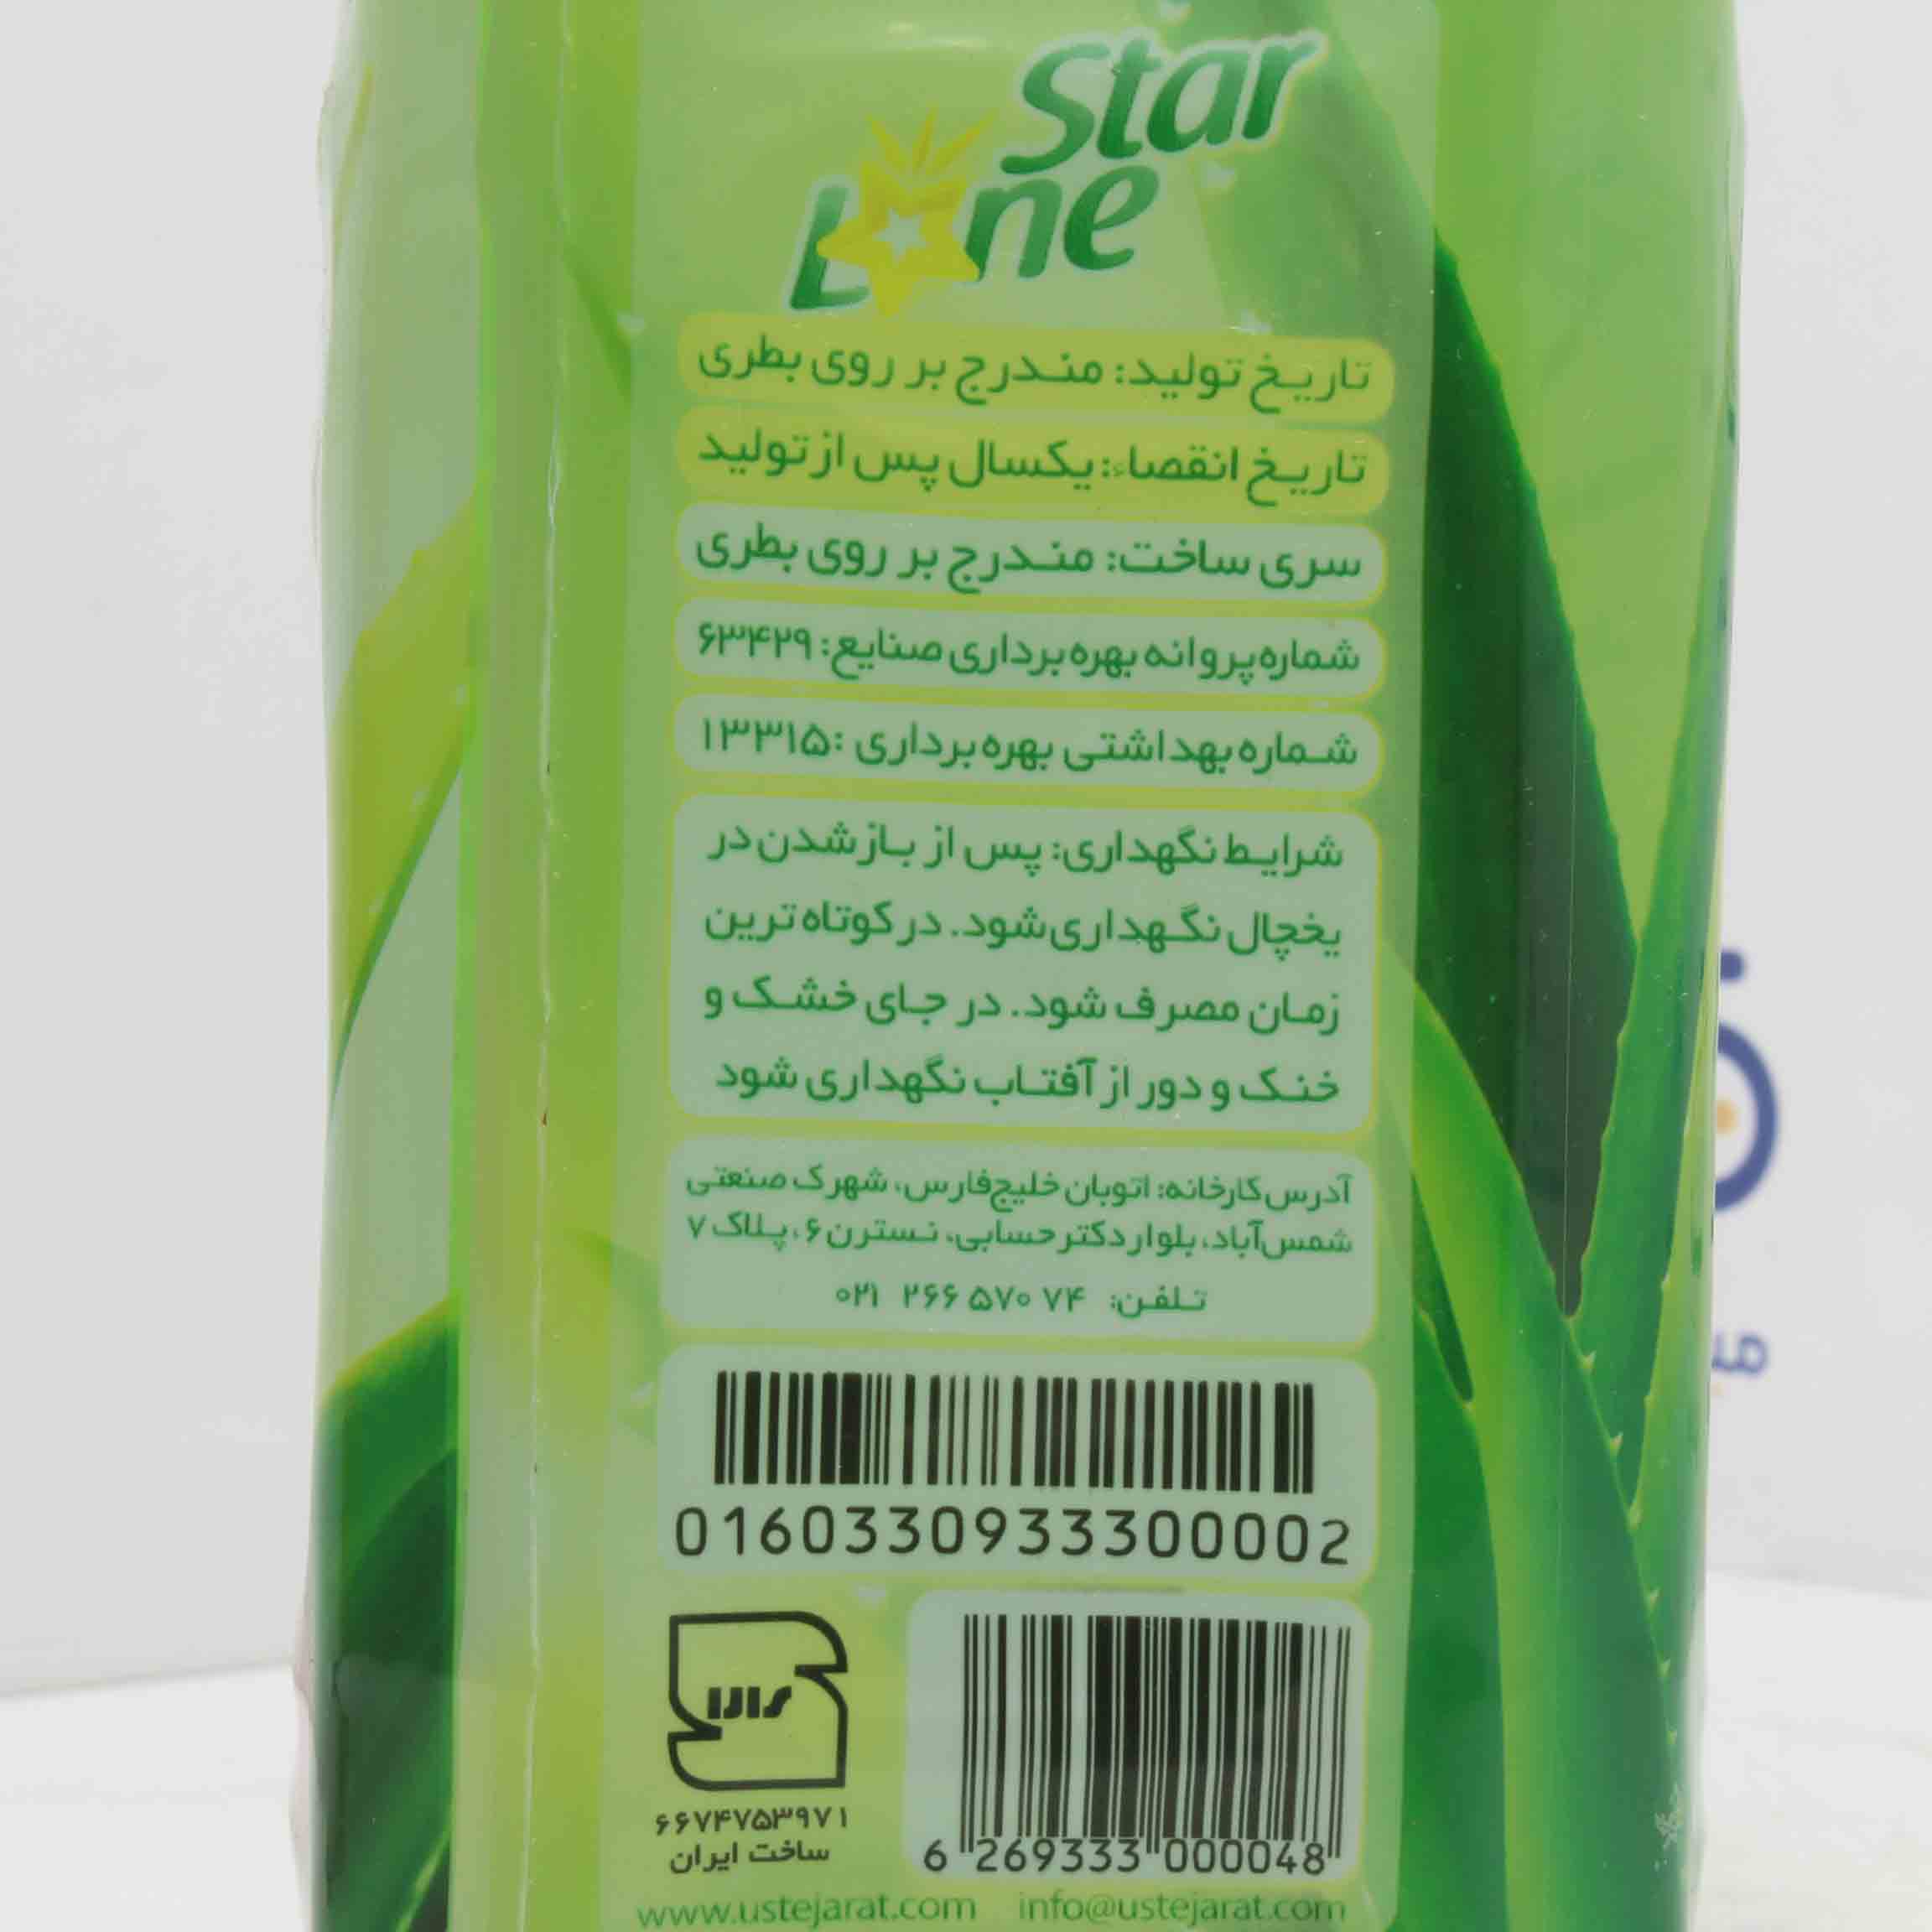 Star
Line
تاریخ تولید: مندرج بر روی بطری
تاریخ انقصاء: یکسال پس از تولید
سری ساخت: مندرج بر روی بطری
شماره پروانه بهره برداری صنایع: ۶۳۴۲۹
شماره بهداشتی بهره برداری :۱۳۳۱۵
شرایط نگهداری: پس از باز شدن در
یخچال نگهداری شود. در کوتاه ترین
زمان مصرف شود. در جای خشک و
خنک و دور از آفتاب نگهداری شود
آدرس کارخانه: اتوبان خلیج فارس، شهرک صنعتی
شمس آباد، بلوار دکتر حسابی، نسترن ۶، پلاک ۷
تلفن: ۷۴ ۵۷۰ ۲۶۶ ۰۲۱
0160330933300002
۶۶۷۴۷۵۳۹۷۱
ساخت ایران
6 269333 000048
www.ustejarat.com info@ustejarat.com